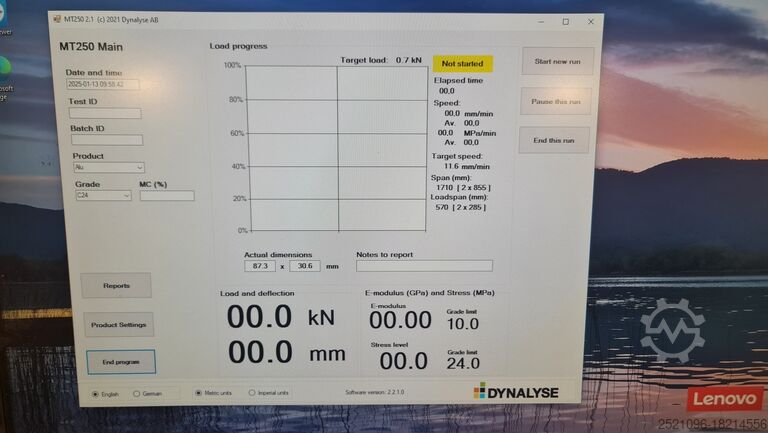 MT250 2.1 (c) 2021 Dynalyse AB
MT250 Main
Date and time
2025-01-13 09:58:42
Test ID
Batch ID
Product
Alu
Grade
MC (%)
C24
Load progress
Target load: 0.7 kN
100%
80%
60%
40%
20%
0%
Not started
Elapsed time
00,0
Speed:
00,0 mm/min
Av. 00,0
00,0 MPa/min
Av. 00,0
Target speed:
11.6 mm/min
Span (mm):
1710 [ 2 x 855 ]
Loadspan (mm):
570 [ 2 x 285 ]
Start new run
Pause this run
End this run
Actual dimensions
87.3 x 30.6 mm
Notes to report
Reports
Product Settings
End program
Load and deflection
00.0 kN
00.0 mm
E-modulus (GPa) and Stress (MPa)
E-modulus
00.00
Grade limit
10.0
Stress level
00.0
Grade limit
24.0
English
German
Metric units
Imperial units
Software version: 2.2.1.0
DYNALYSE
Lenovo
2521096-18214556